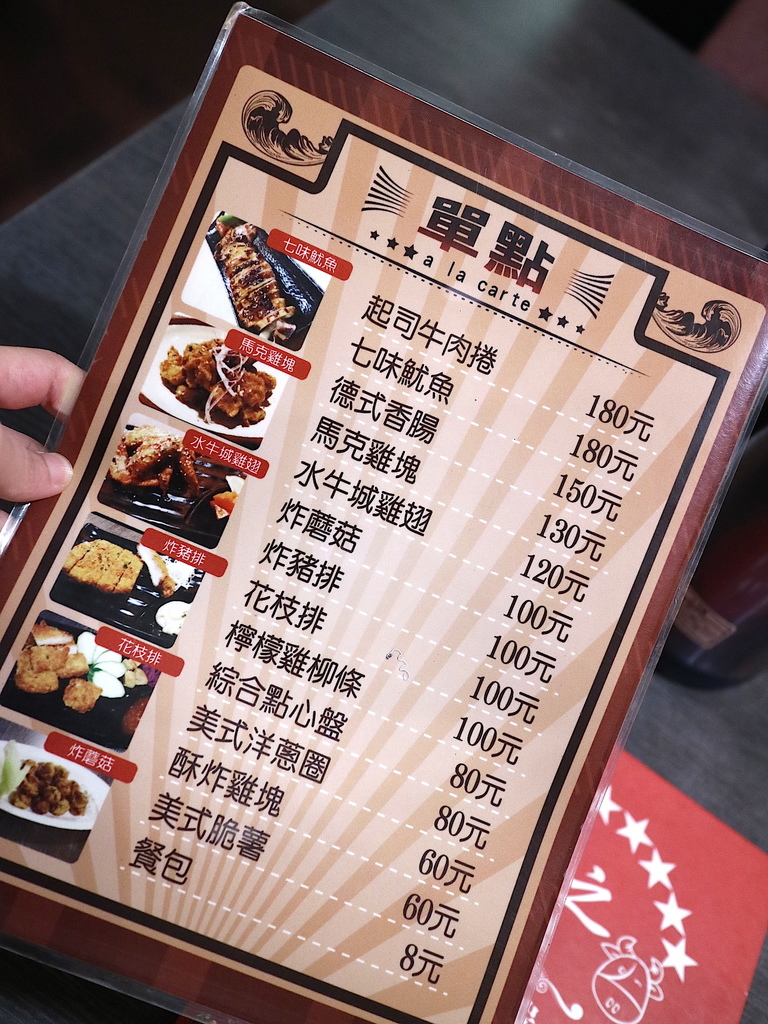 單點
a la carte
七味魷魚
馬克雞塊
水牛城雞翅
炸豬排
花枝排
炸蘑菇
起司牛肉捲 180元
七味魷魚 180元
德式香腸 150元
馬克雞塊 130元
水牛城雞翅 120元
炸蘑菇 100元
炸豬排 100元
花枝排 100元
檸檬雞柳條 100元
綜合點心盤 80元
美式洋蔥圈 80元
酥炸雞塊 60元
美式脆薯 60元
餐包 8元
之